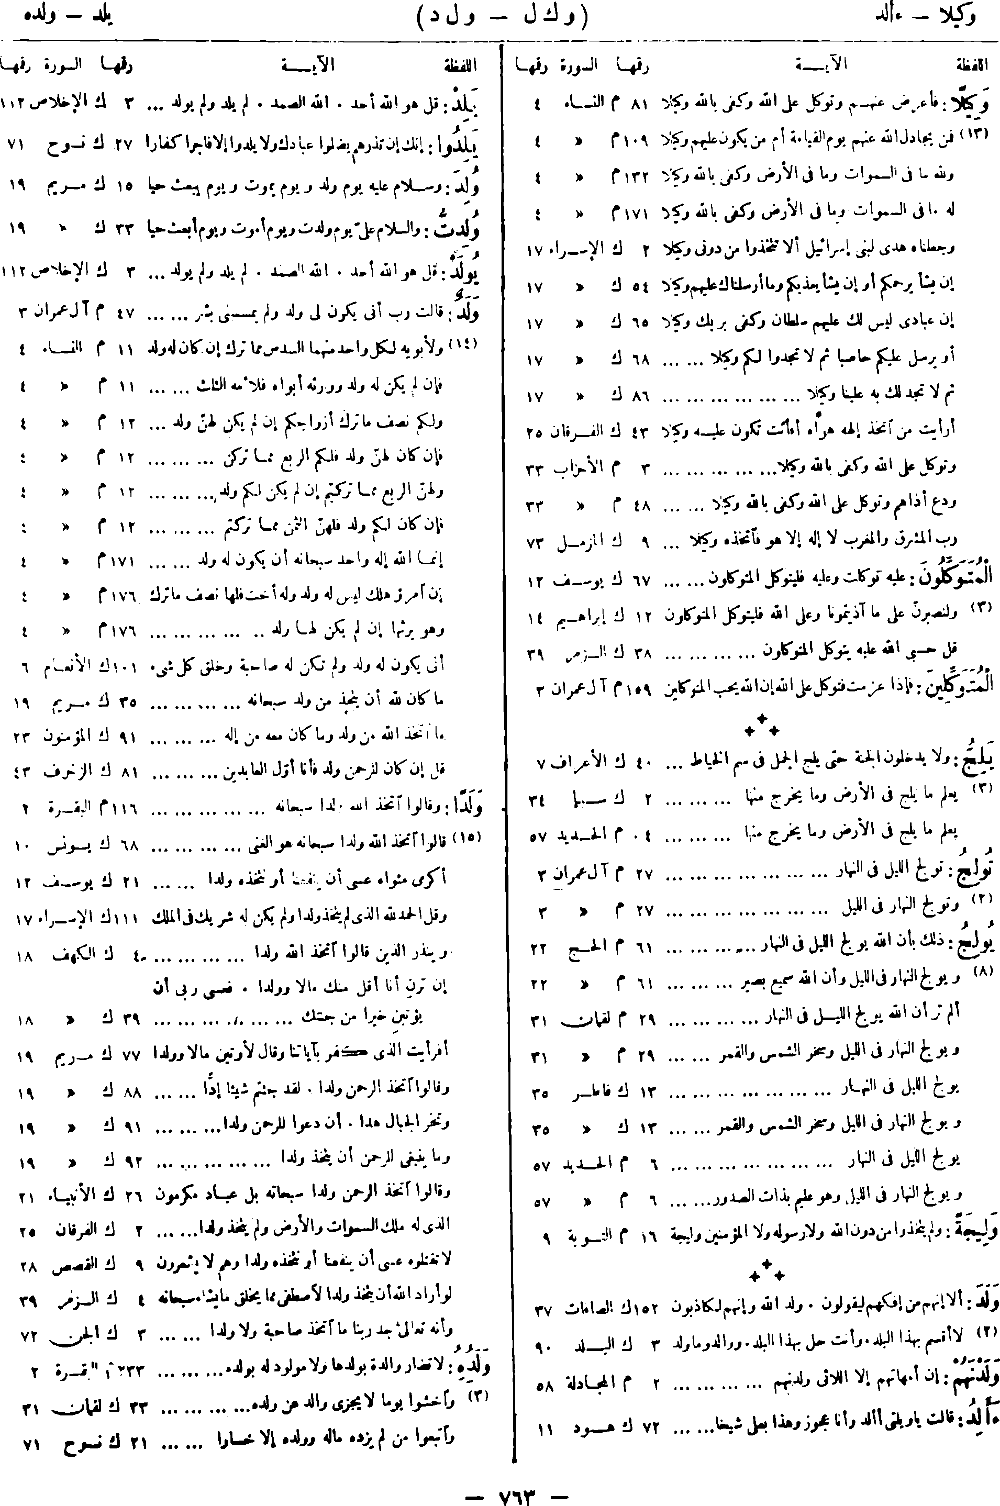 وكيلا — ءألد
(وك ل — ول د)
يلد — ولده
اللفظة الآيــة رقمها السورة رقمها
وَكِيلًا : فأعرض عنهم وتوكل على الله وكفى بالله وكيلا ٨١ م النساء ٤
(١٣) فمن يجادل الله عنهم يوم القيامة أم من يكون عليهم وكيلا ١٠٩ م » ٤
ولله ما فى السموات وما فى الأرض وكفى بالله وكيلا ١٣٢ م » ٤
له ما فى السموات وما فى الأرض وكفى بالله وكيلا ١٧١ م » ٤
وجعلناه هدى لبنى إسرائيل ألا تتخذوا من دونى وكيلا ٢ ك الإسراء ١٧
إن يشأ يرحمكم أو إن يشأ يعذبكم وما أرسلناك عليهم وكيلا ٥٤ ك » ١٧
إن عبادى ليس لك عليهم سلطان وكفى بربك وكيلا ٦٥ ك » ١٧
أو يرسل عليكم حاصبا ثم لا تجدوا لكم وكيلا ... ... ٦٨ ك » ١٧
ثم لا تجد لك به علينا وكيلا ... ... ... ... ... ٨٦ ك » ١٧
أرأيت من آتخذ إلهه هواه أفأنت تكون عليه وكيلا ٤٣ ك الفرقان ٢٥
وتوكل على الله وكفى بالله وكيلا... ... ... ... ٣ م الأحزاب ٣٣
ودع أذاهم وتوكل على الله وكفى بالله وكيلا ... ... ٤٨ م » ٣٣
رب المشرق والمغرب لا إله إلا هو فآتخذه وكيلا ... ٩ ك المزمل ٧٣
الْمُتَوَكِّلُونَ : عليه توكلت وعليه فليتوكل المتوكلون ... ... ٦٧ ك يوسف ١٢
(٣) ولنصبرنّ على ما آذيتمونا وعلى الله فليتوكل المتوكلون ١٢ ك إبراهيم ١٤
قل حسبى الله عليه يتوكل المتوكلون ... ... ... ... ٣٨ ك الزمر ٣٩
الْمُتَوَكِّلِينَ : فإذا عزمت فتوكل على الله إن الله يحب المتوكلين ١٥٩ م آل عمران ٣
يَلِجَ : ولا يدخلون الجنة حتى يلج الجمل فى سم الخياط ... ٤٠ ك الأعراف ٧
(٣) يعلم ما يلج فى الأرض وما يخرج منها ... ... ... ٢ ك سبإ ٣٤
يعلم ما يلج فى الأرض وما يخرج منها ... ... ... ٠٤ م الحديد ٥٧
تُولِجُ : تولج الليل فى النهار ... ... ... ... ... ... ٢٧ م آل عمران ٣
(٢) وتولج النهار فى الليل ... ... ... ... ... ... ٢٧ م » ٣
يُولِجُ : ذلك بأن الله يولج الليل فى النهار ... ... ... ٦١ م الحج ٢٢
(٨) ويولج النهار فى الليل وأن الله سميع بصير ... ... ٦١ م » ٢٢
ألم تر أن الله يولج الليل فى النهار ... ... ... ... ٢٩ م لقمان ٣١
ويولج النهار فى الليل وسخر الشمس والقمر ... ... ٢٩ م » ٣١
يولج الليل فى النهار ... ... ... ... ... ... ١٣ ك فاطر ٣٥
ويولج النهار فى الليل وسخر الشمس والقمر ... ... ١٣ ك » ٣٥
يولج الليل فى النهار ... ... ... ... ... ... ٦ م الحديد ٥٧
ويولج النهار فى الليل وهو عليم بذات الصدور... ... ٦ م » ٥٧
وَلِيجَةً : ولم يتخذوا من دون الله ولا رسوله ولا المؤمنين وليجة ١٦ م التوبة ٩
وَلَدَ : ألا إنهم من إفكهم ليقولون . ولد الله وإنهم لكاذبون ١٥٢ ك الصافات ٣٧
(٢) لا أقسم بهذا البلد. وأنت حل بهذا البلد. ووالد وما ولد ٣ ك البلد ٩٠
وَلَدْنَهُمْ : إن أمهاتهم إلا اللائى ولدنهم ... ... ... ... ٢ م المجادلة ٥٨
ءَأَلِدُ : قالت ياويلتى أألد وأنا عجوز وهذا بعلى شيخا... ... ٧٢ ك هود ١١
اللفظة الآيــة رقمها السورة رقمها
يَلِدْ : قل هو الله أحد . الله الصمد . لم يلد ولم يولد ... ٣ ك الإخلاص ١١٢
يَلِدُوا : إنك إن تذرهم يضلوا عبادك ولا يلدوا إلا فاجرا كفارا ٢٧ ك نوح ٧١
وُلِدَ : وسلام عليه يوم ولد ويوم يموت ويوم يبعث حيا ١٥ ك مريم ١٩
وُلِدتُّ : والسلام علىّ يوم ولدت ويوم أموت ويوم أبعث حيا ٣٣ ك » ١٩
يُولَدْ : قل هو الله أحد . الله الصمد . لم يلد ولم يولد ... ٣ ك الإخلاص ١١٢
وَلَدٌ : قالت رب أنى يكون لى ولد ولم يمسسنى بشر ... ... ٤٧ م آل عمران ٣
(١٤) ولأبويه لكل واحد منهما السدس مما ترك إن كان له ولد ١١ م النساء ٤
فإن لم يكن له ولد وورثه أبواه فلأمه الثلث ... ... ١١ م » ٤
ولكم نصف ما ترك أزواجكم إن لم يكن لهنّ ولد ... ١٢ م » ٤
فإن كان لهنّ ولد فلكم الربع مما تركن ... ... ... ١٢ م » ٤
ولهنّ الربع مما تركتم إن لم يكن لكم ولد... ... ... ١٢ م » ٤
فإن كان لكم ولد فلهنّ الثمن مما تركتم ... ... ... ١٢ م » ٤
إنما الله إله واحد سبحانه أن يكون له ولد ... ... ١٧١ م » ٤
إن آمرؤ هلك ليس له ولد وله أخت فلها نصف ما ترك ١٧٦ م » ٤
وهو يرثها إن لم يكن لها ولد .. ... ... ... ... ١٧٦ م » ٤
أنى يكون له ولد ولم تكن له صاحبة وخلق كل شىء ١٠١ ك الأنعام ٦
ما كان لله أن يتخذ من ولد سبحانه ... ... ... ... ٣٥ ك مريم ١٩
ما آتخذ الله من ولد وما كان معه من إله ... ... ... ٩١ ك المؤمنون ٢٣
قل إن كان للرحمن ولد فأنا أوّل العابدين ... ... ... ٨١ ك الزخرف ٤٣
وَلَدًا : وقالوا آتخذ الله ولدا سبحانه ... ... ... ... ... ١١٦ م البقرة ٢
(١٥) قالوا آتخذ الله ولدا سبحانه هو الغنى ... ... ... ... ٦٨ ك يونس ١٠
أكرمى مثواه عسى أن ينفعنا أو نتخذه ولدا ... ... ٢١ ك يوسف ١٢
وقل الحمد لله الذى لم يتخذ ولدا ولم يكن له شريك فى الملك ١١١ ك الإسراء ١٧
وينذر الذين قالوا آتخذ الله ولدا ... ... ... ... ٤ ك الكهف ١٨
إن ترن أنا أقل منك مالا وولدا . فعسى ربى أن
يؤتين خيرا من جنتك ... ... ... ... ... ... ٣٩ ك » ١٨
أفرأيت الذى كفر بآياتنا وقال لأوتين مالا وولدا ٧٧ ك مريم ١٩
وقالوا آتخذ الرحمن ولدا . لقد جئتم شيئا إدًّا ... ... ٨٨ ك » ١٩
وتخر الجبال هدا . أن دعوا للرحمن ولدا... ... ... ٩١ ك » ١٩
وما ينبغى للرحمن أن يتخذ ولدا ... ... ... ... ... ٩٢ ك » ١٩
وقالوا آتخذ الرحمن ولدا سبحانه بل عباد مكرمون ٢٦ ك الأنبياء ٢١
الذى له ملك السموات والأرض ولم يتخذ ولدا... ... ٢ ك الفرقان ٢٥
لا تقتلوه عسى أن ينفعنا أو نتخذه ولدا وهم لا يشعرون ٩ ك القصص ٢٨
لو أراد الله أن يتخذ ولدا لآصطفى مما يخلق ما يشاء سبحانه ٤ ك الزمر ٣٩
وأنه تعالى جد ربنا ما آتخذ صاحبة ولا ولدا ... ... ٣ ك الجن ٧٢
وَلَدُهُ : لا تضار والدة بولدها ولا مولود له بولده... ... ... ٢٣٣ م البقرة ٢
(٣) وآخشوا يوما لا يجزى والد عن ولده... ... ... ... ٣٣ ك لقمان ٣١
وآتبعوا من لم يزده ماله وولده إلا خسارا ... ... ٢١ ك نوح ٧١
— ٧٦٣ —